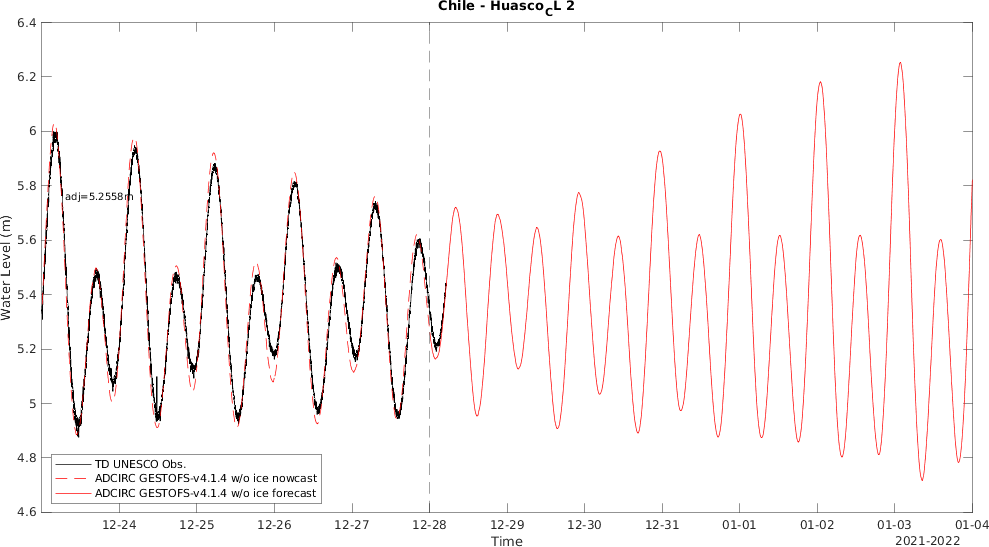 Chile - Huasco_CL 2
6.4
6.2
6
5.8
5.6
5.4
5.2
5
4.8
4.6
Water Level (m)
adj=5.2558m
TD UNESCO Obs.
ADCIRC GESTOFS-v4.1.4 w/o ice nowcast
ADCIRC GESTOFS-v4.1.4 w/o ice forecast
12-24 12-25 12-26 12-27 12-28 12-29 12-30 12-31 01-01 01-02 01-03 01-04
Time
2021-2022